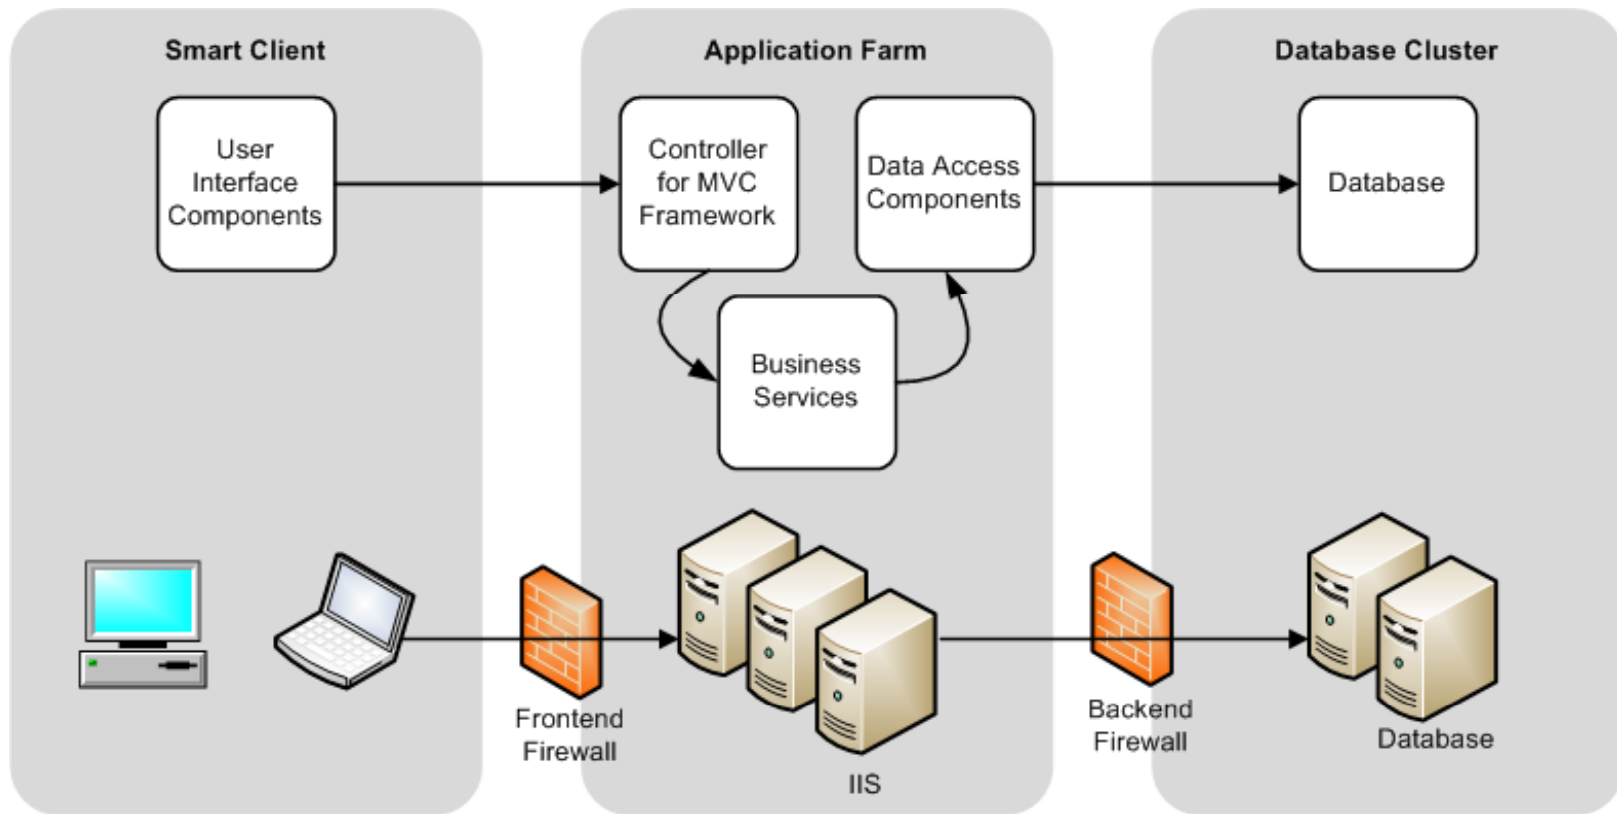 Smart Client
Application Farm
Database Cluster
User
Interface
Components
Controller
for MVC
Framework
Data Access
Components
Database
Business
Services
Frontend
Firewall
IIS
Backend
Firewall
Database